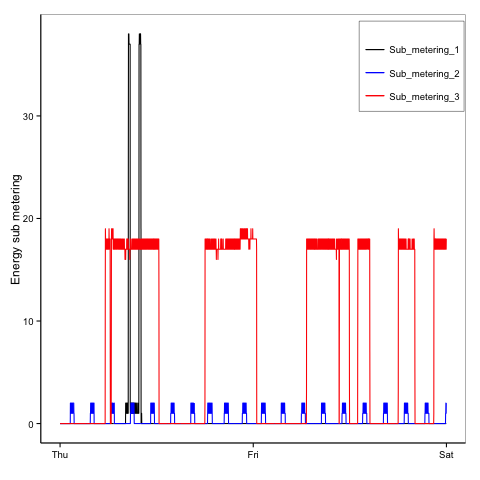 Sub_metering_1
Sub_metering_2
Sub_metering_3
Energy sub metering
30
20
10
0
Thu Fri Sat